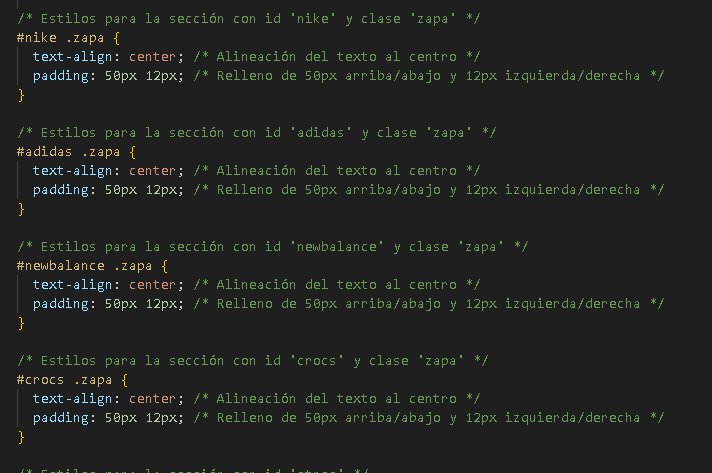 /* Estilos para la sección con id 'nike' y clase 'zapa' */
#nike .zapa {
text-align: center; /* Alineación del texto al centro */
padding: 50px 12px; /* Relleno de 50px arriba/abajo y 12px izquierda/derecha */
}
/* Estilos para la sección con id 'adidas' y clase 'zapa' */
#adidas .zapa {
text-align: center; /* Alineación del texto al centro */
padding: 50px 12px; /* Relleno de 50px arriba/abajo y 12px izquierda/derecha */
}
/* Estilos para la sección con id 'newbalance' y clase 'zapa' */
#newbalance .zapa {
text-align: center; /* Alineación del texto al centro */
padding: 50px 12px; /* Relleno de 50px arriba/abajo y 12px izquierda/derecha */
}
/* Estilos para la sección con id 'crocs' y clase 'zapa' */
#crocs .zapa {
text-align: center; /* Alineación del texto al centro */
padding: 50px 12px; /* Relleno de 50px arriba/abajo y 12px izquierda/derecha */
}
/* Estilos para la sección con id